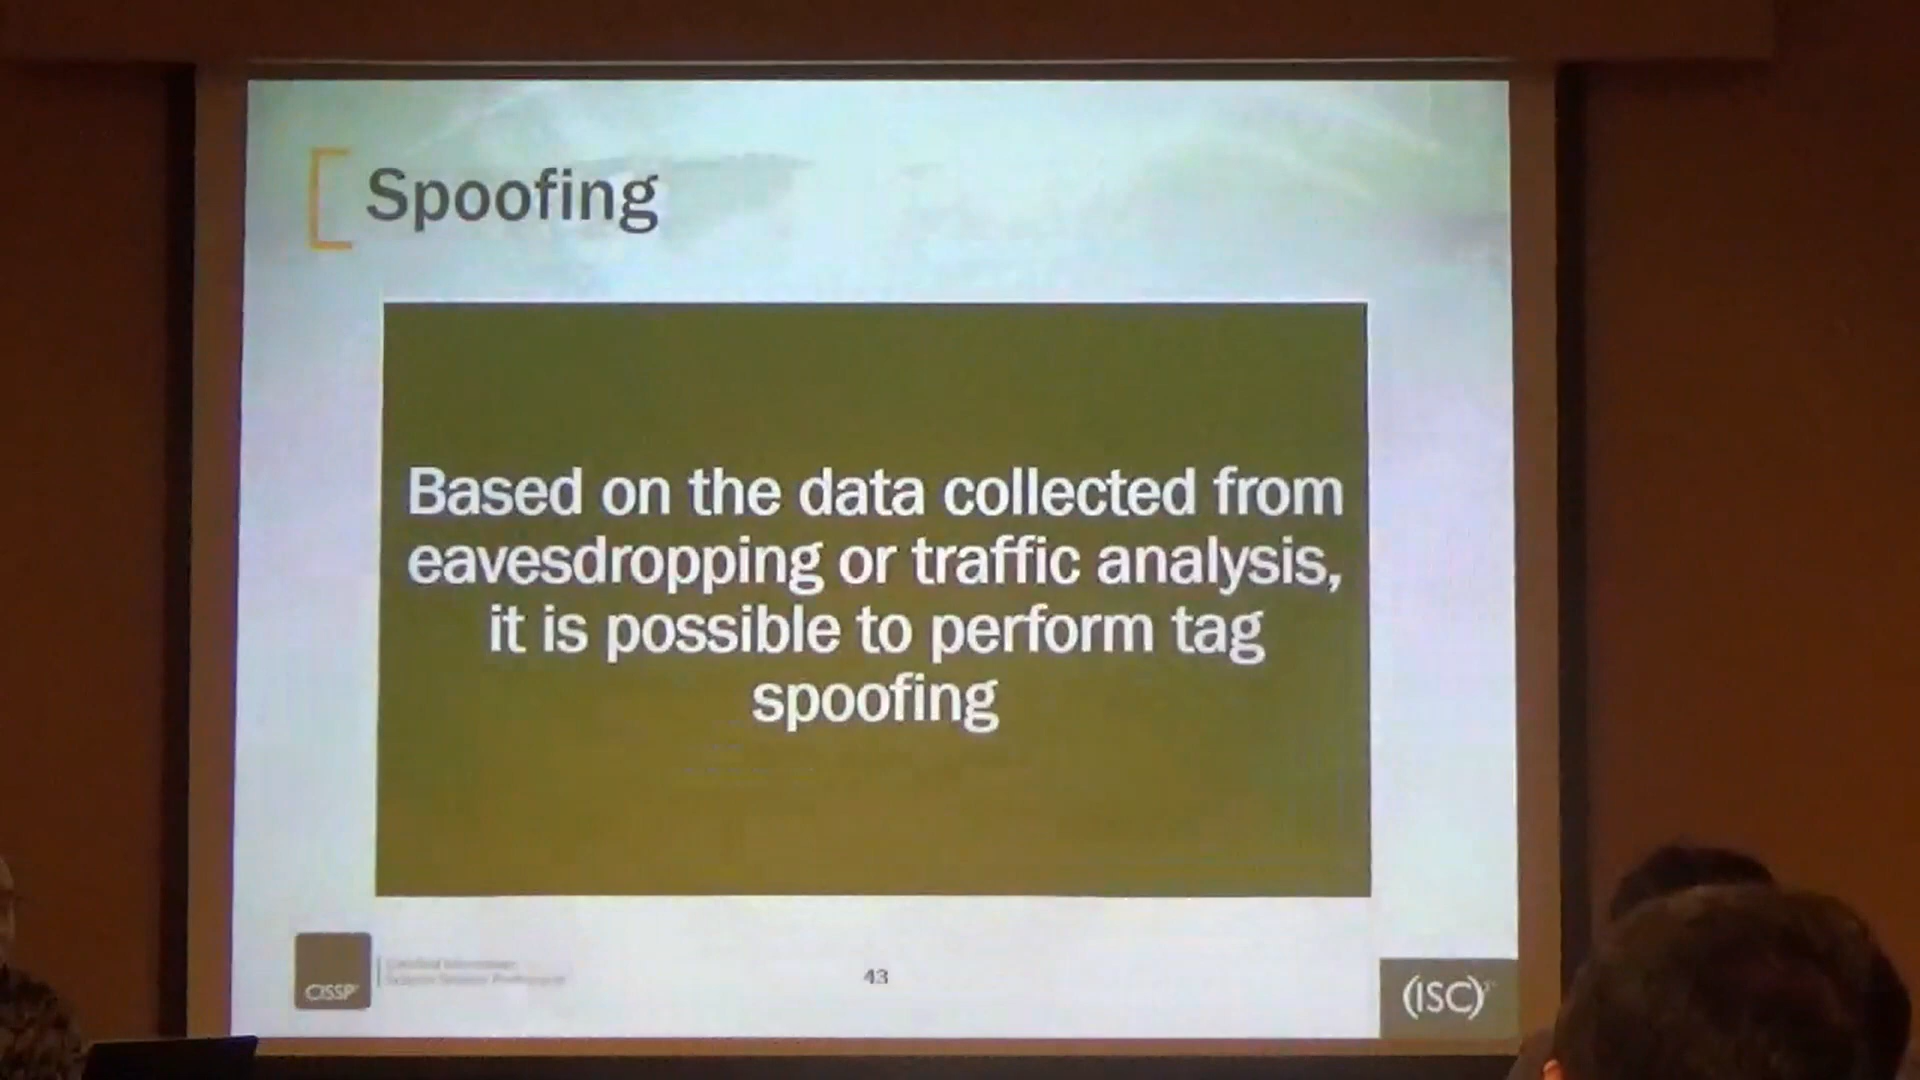 Spoofing
Based on the data collected from
eavesdropping or traffic analysis,
it is possible to perform tag
spoofing
CISSP
43
(ISC)²